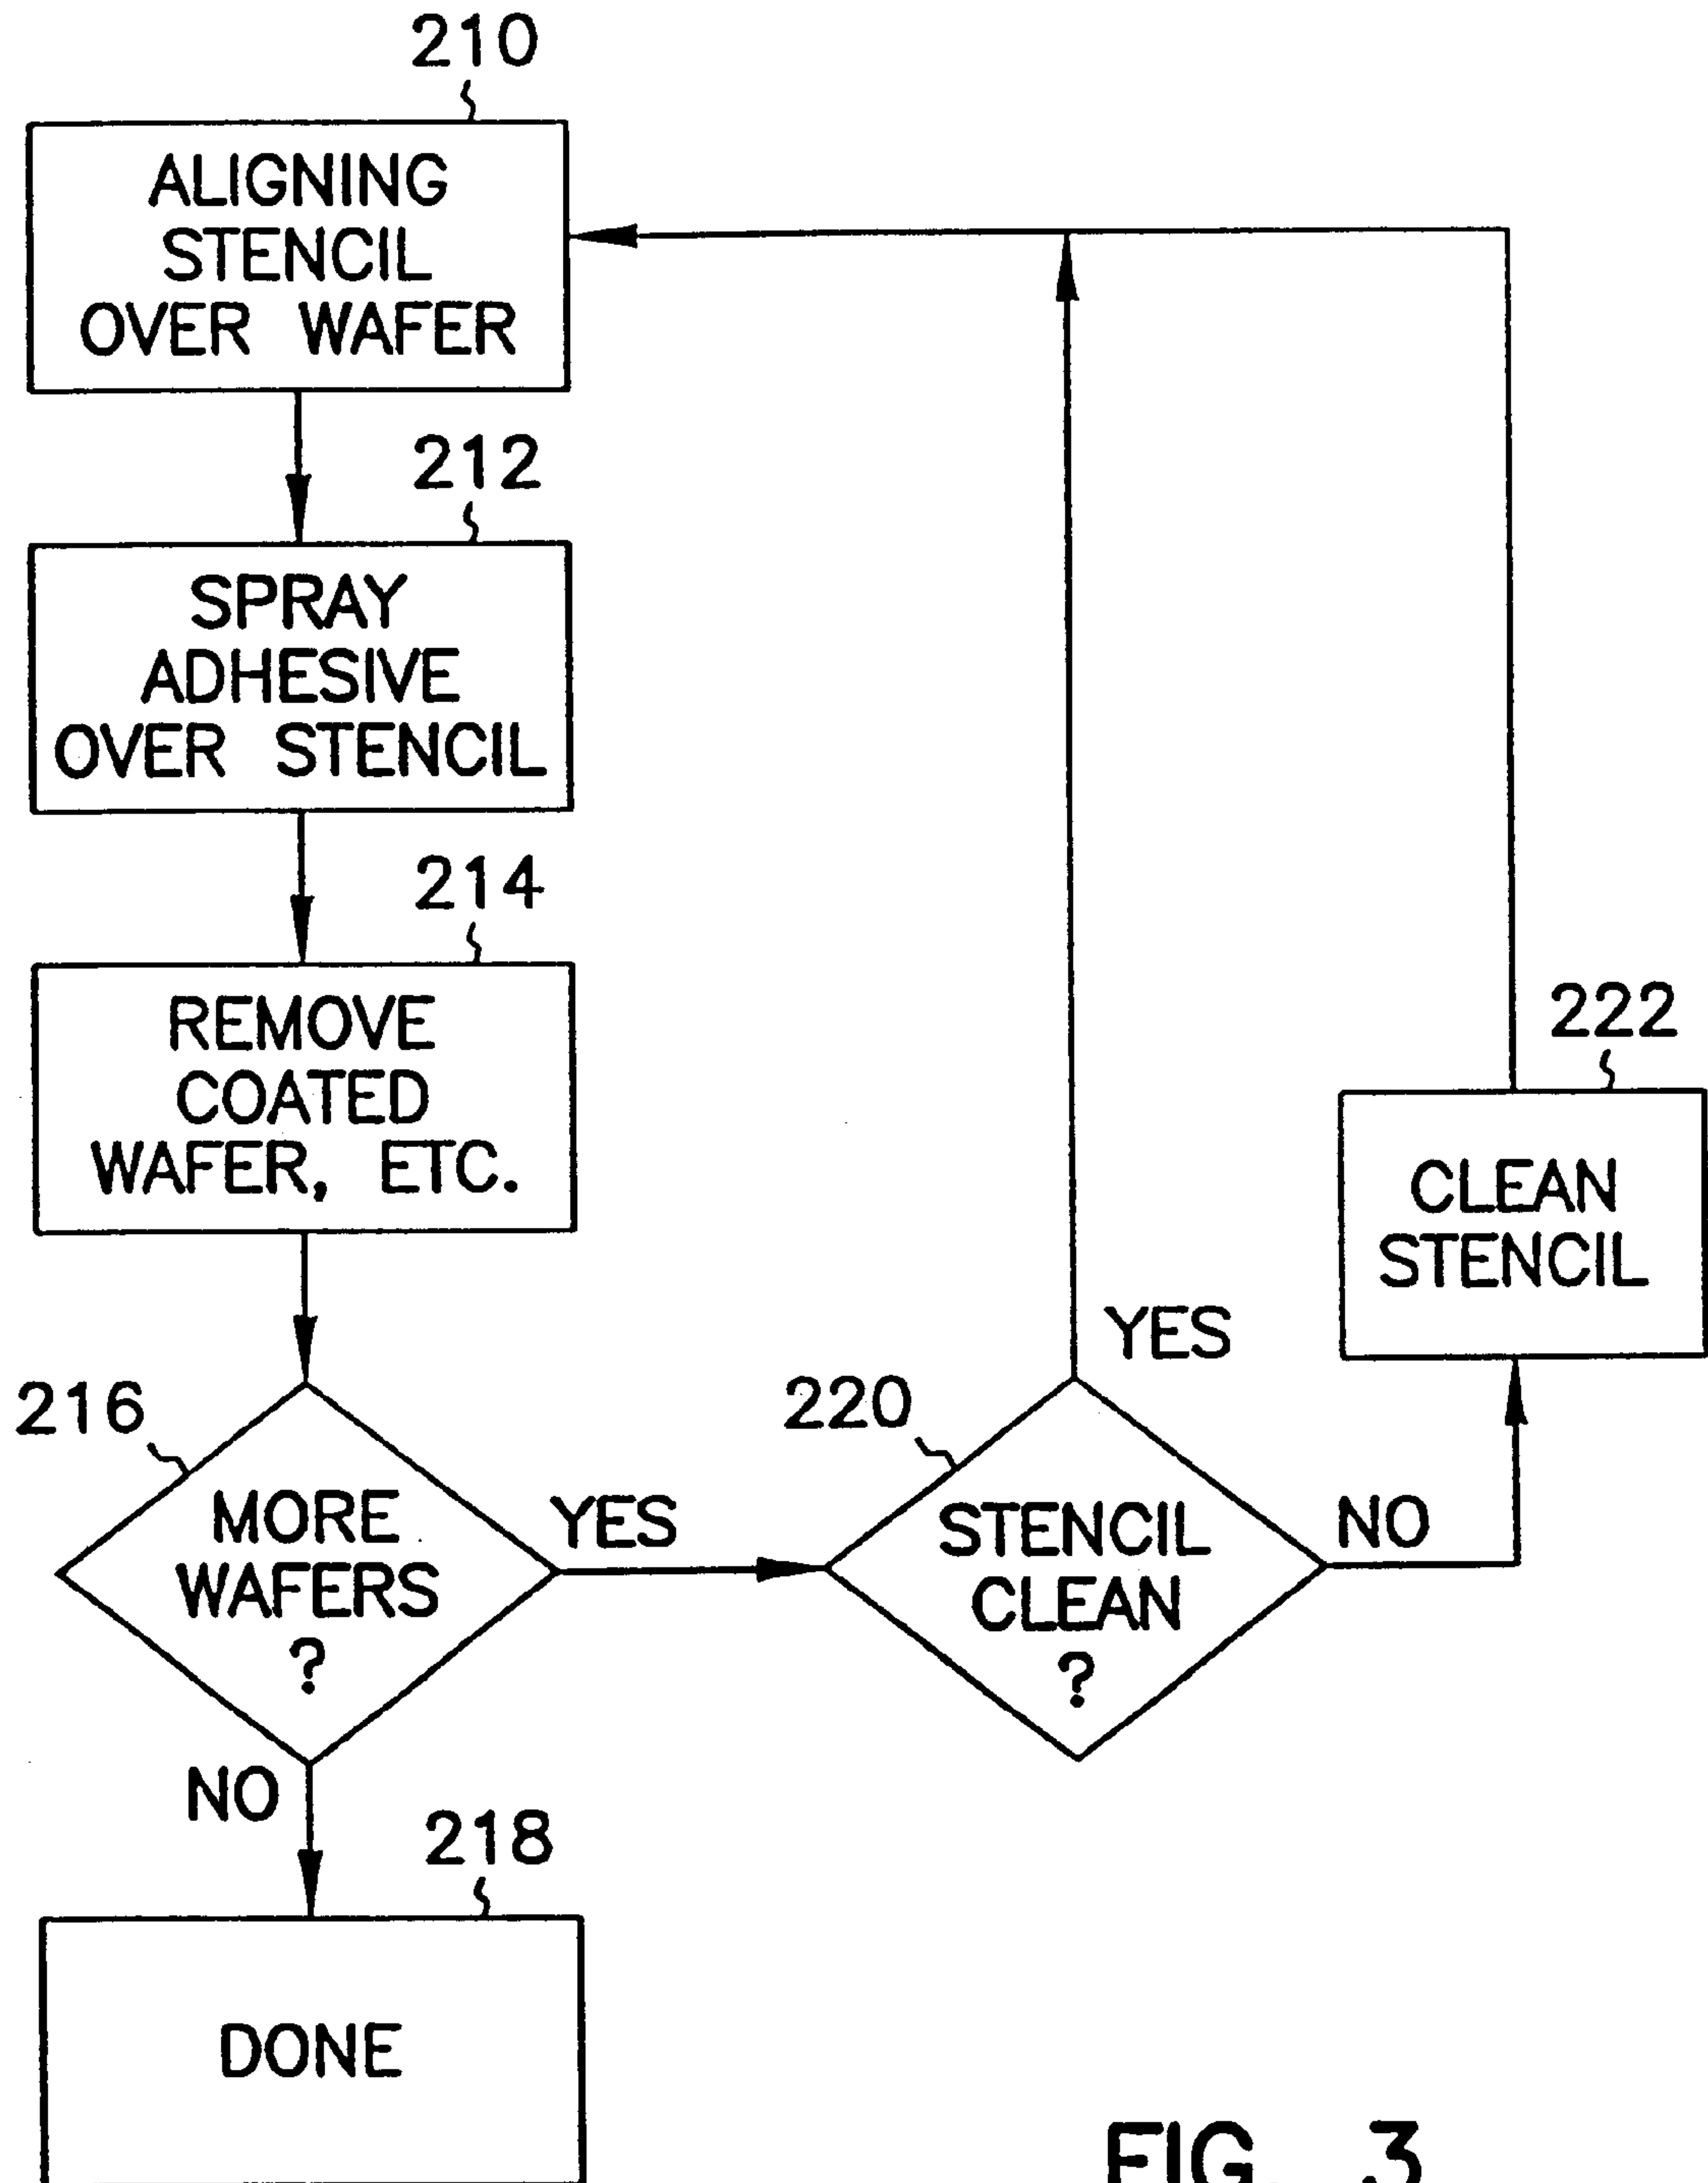 210
ALIGNING
STENCIL
OVER WAFER
212
SPRAY
ADHESIVE
OVER STENCIL
214
REMOVE
COATED
WAFER, ETC.
216
MORE
WAFERS
?
YES
NO
218
DONE
220
STENCIL
CLEAN
?
YES
NO
222
CLEAN
STENCIL
FIG. 3